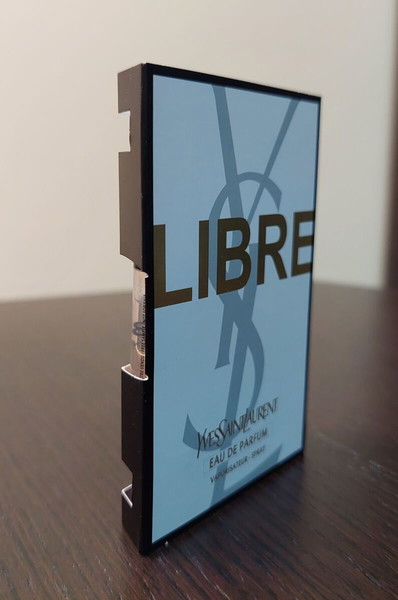 LIBRE
YVESSAINTLAURENT
EAU DE PARFUM
VAPORISATEUR - SPRAY